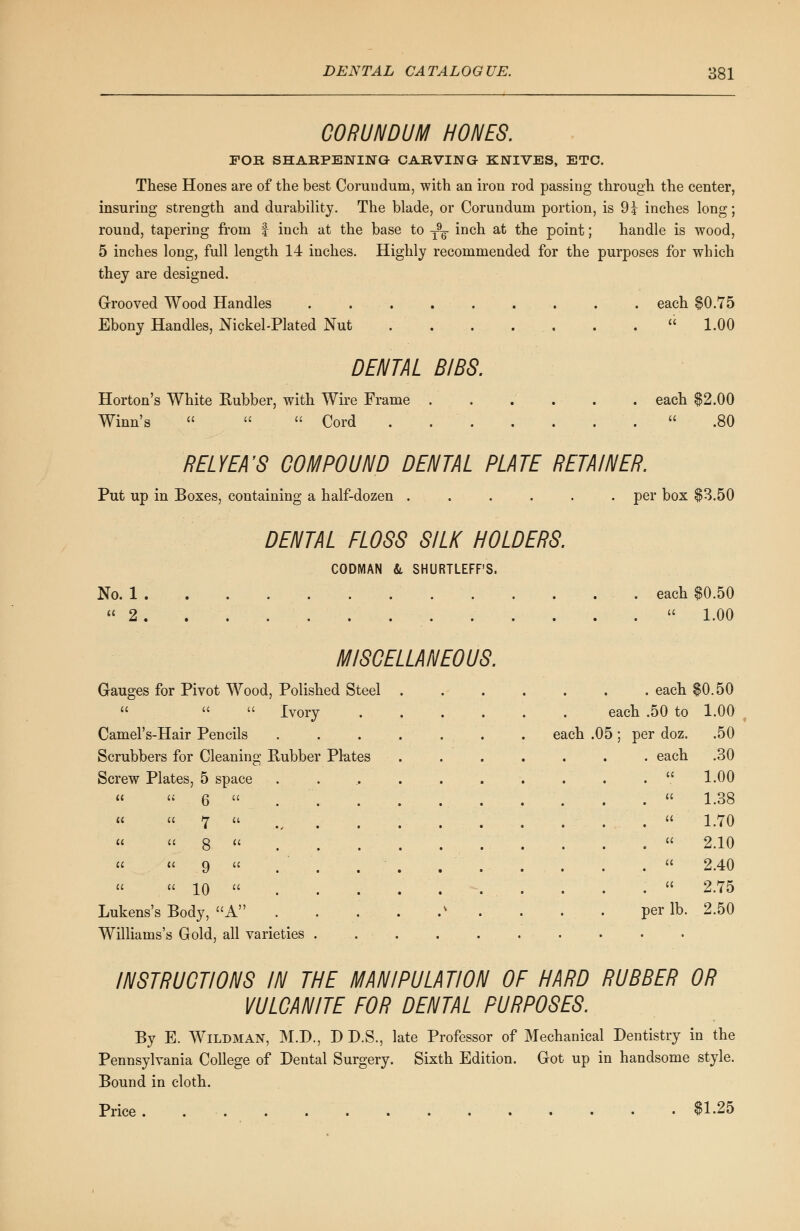 DENTAL CATALOGUE. 381
CORUNDUM HONES.
FOR SHARPENING CARVING KNIVES, ETC.
These Hones are of the best Corundum, with an iron rod passing through the center,
insuring strength and durability. The blade, or Corundum portion, is 9¼ inches long;
round, tapering from ¾ inch at the base to 9/16 inch at the point; handle is wood,
5 inches long, full length 14 inches. Highly recommended for the purposes for which
they are designed.
Grooved Wood Handles . . . . . . . . . each $0.75
Ebony Handles, Nickel-Plated Nut . . . . . . . “ 1.00
DENTAL BIBS.
Horton's White Rubber, with Wire Frame . . . . . . each $2.00
Winn's “ “ “ Cord . . . . . . . “ .80
RELYEA'S COMPOUND DENTAL PLATE RETAINER.
Put up in Boxes, containing a half-dozen . . . . . . per box $3.50
DENTAL FLOSS SILK HOLDERS.
CODMAN & SHURTLEFF'S.
No. 1 . . . . . . . . . . . . . each $0.50
“ 2 . . . . . . . . . . . . . “ 1.00
MISCELLANEOUS.
Gauges for Pivot Wood, Polished Steel . . . . . . . each $0.50
“ “ “ Ivory . . . . . . each .50 to 1.00
Camel's-Hair Pencils . . . . . . . each .05; per doz. .50
Scrubbers for Cleaning Rubber Plates . . . . . . . each .30
Screw Plates, 5 space . . . . . . . . . . “ 1.00
“ “ 6 “ . . . . . . . . . . “ 1.38
“ “ 7 “ . . . . . . . . . . “ 1.70
“ “ 8 “ . . . . . . . . . . “ 2.10
“ “ 9 “ . . . . . . . . . . “ 2.40
“ “ 10 “ . . . . . . . . . . “ 2.75
Lukens's Body, “A” . . . . . . . . . per lb. 2.50
Williams's Gold, all varieties . . . . . . . . . .
INSTRUCTIONS IN THE MANIPULATION OF HARD RUBBER OR
VULCANITE FOR DENTAL PURPOSES.
By E. WILDMAN, M.D., D D.S., late Professor of Mechanical Dentistry in the
Pennsylvania College of Dental Surgery. Sixth Edition. Got up in handsome style.
Bound in cloth.
Price . . . . . . . . . . . . . . $1.25